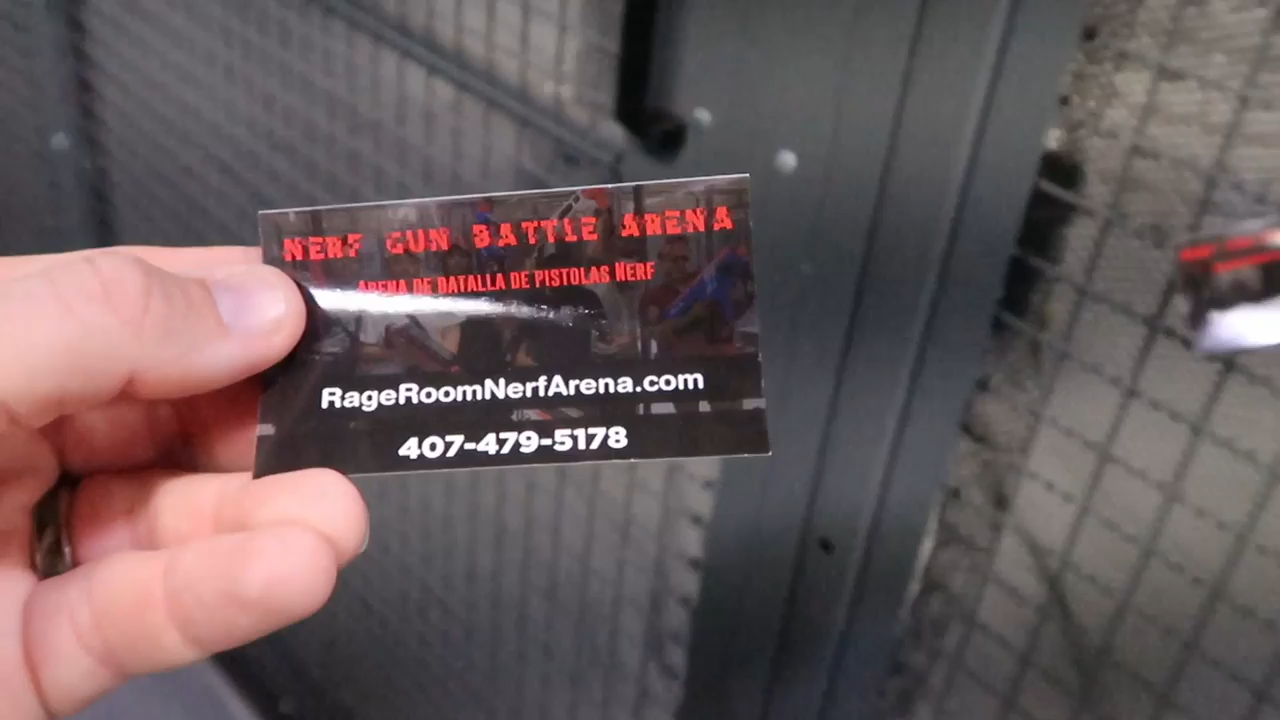 NERF GUN BATTLE ARENA
ARENA DE BATALLA DE PISTOLAS NERF
RageRoomNerfArena.com
407-479-5178